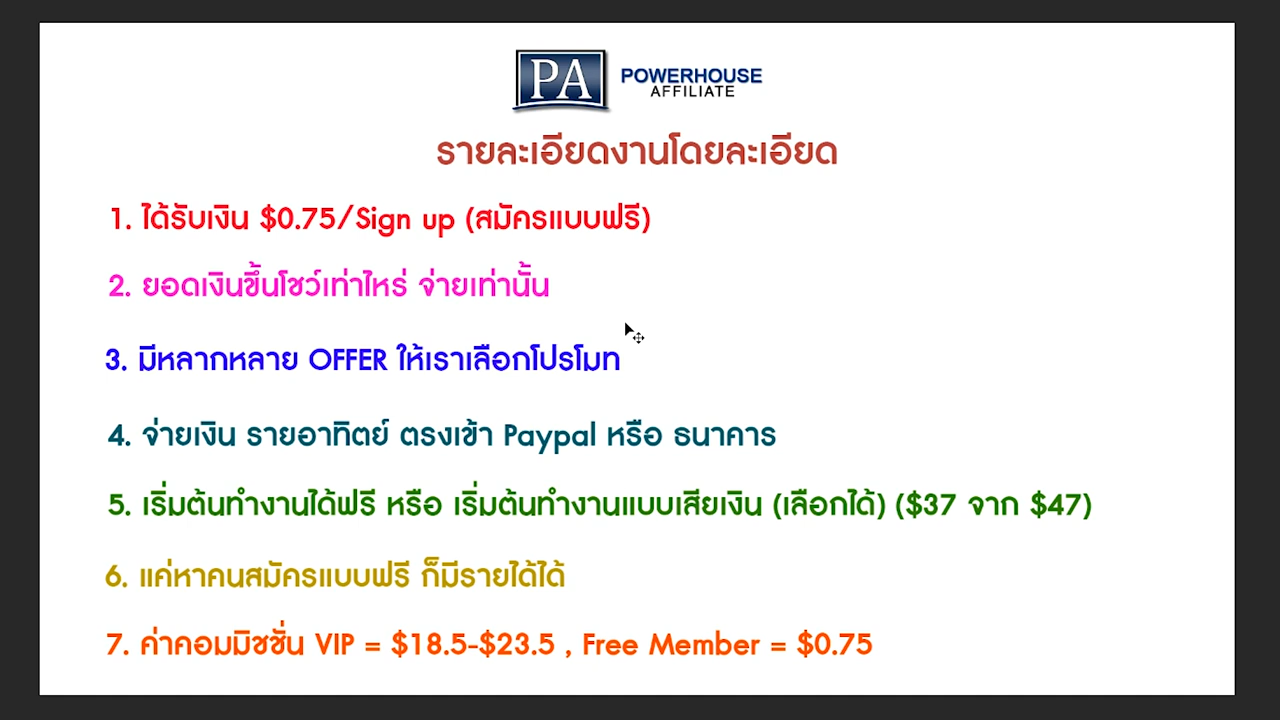 PA
POWERHOUSE
AFFILIATE
รายละเอียดงานโดยละเอียด
1. ได้รับเงิน $0.75/Sign up (สมัครแบบฟรี)
2. ยอดเงินขึ้นโชว์เท่าไหร่ จ่ายเท่านั้น
3. มีหลากหลาย OFFER ให้เราเลือกโปรโมท
4. จ่ายเงิน รายอาทิตย์ ตรงเข้า Paypal หรือ ธนาคาร
5. เริ่มต้นทำงานได้ฟรี หรือ เริ่มต้นทำงานแบบเสียเงิน (เลือกได้) ($37 จาก $47)
6. แค่หาคนสมัครแบบฟรี ก็มีรายได้ได้
7. ค่าคอมมิชชั่น VIP = $18.5-$23.5 , Free Member = $0.75